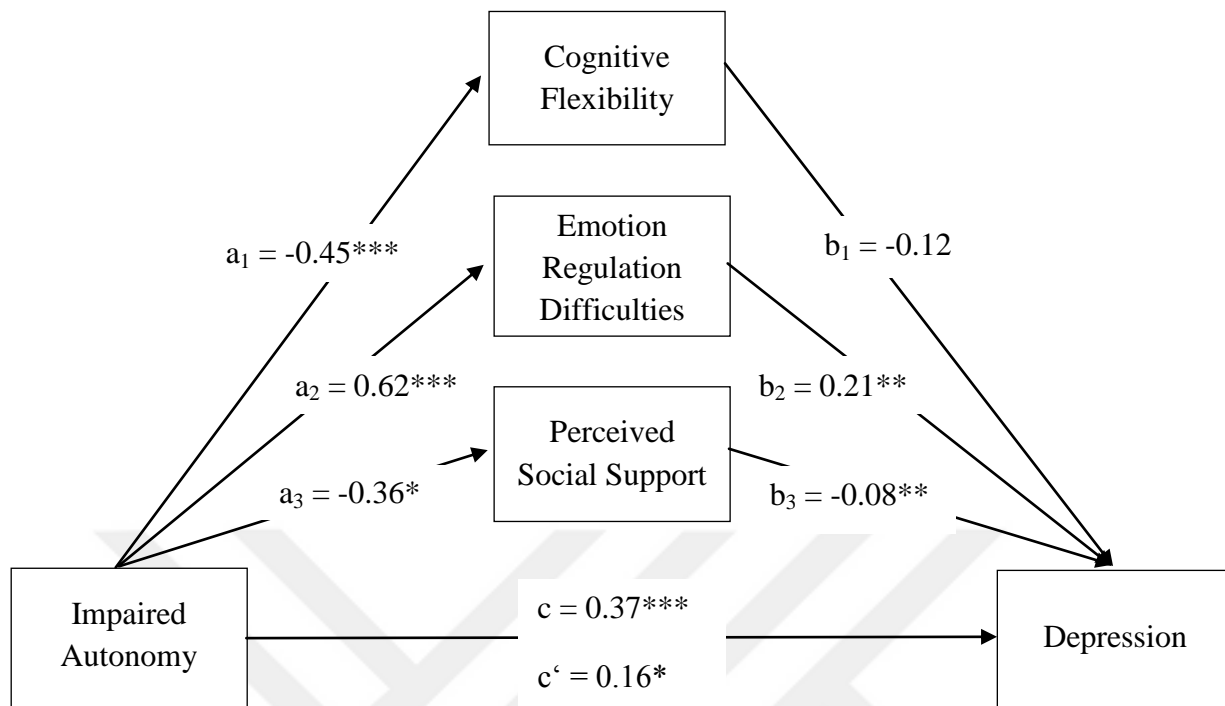 Cognitive
Flexibility
Emotion
Regulation
Difficulties
a₁ = -0.45***
b₁ = -0.12
a₂ = 0.62***
b₂ = 0.21**
Perceived
Social Support
a₃ = -0.36*
b₃ = -0.08**
Impaired
Autonomy
c = 0.37***
c‘ = 0.16*
Depression